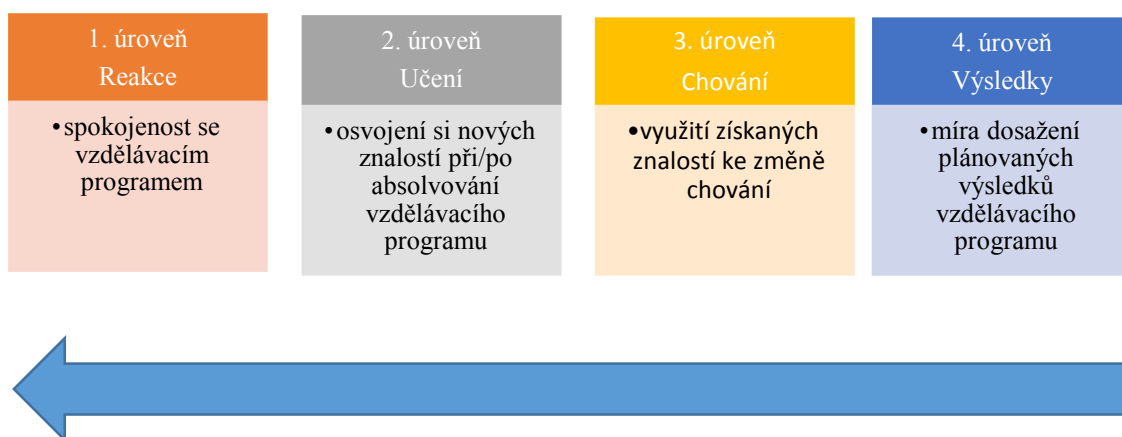 1. úroveň
Reakce
•spokojenost se
vzdělávacím
programem
2. úroveň
Učení
•osvojení si nových
znalostí při/po
absolvování
vzdělávacího
programu
3. úroveň
Chování
•využití získaných
znalostí ke změně
chování
4. úroveň
Výsledky
•míra dosažení
plánovaných
výsledků
vzdělávacího
programu